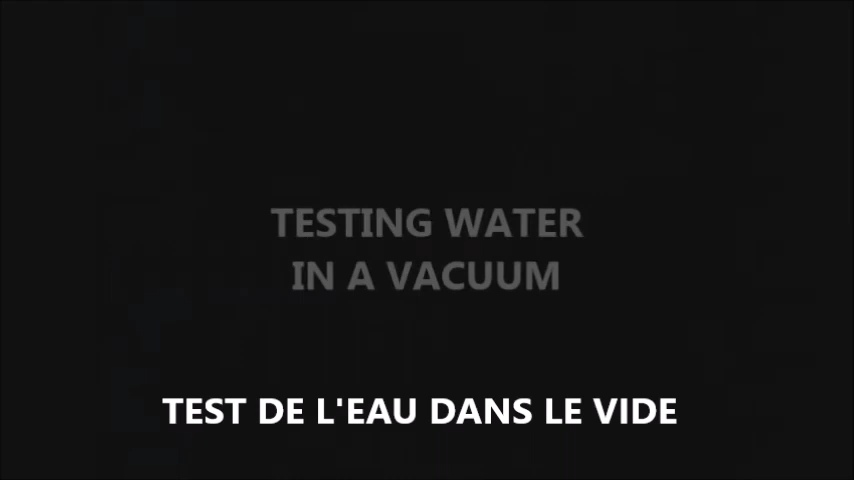 TESTING WATER
IN A VACUUM
TEST DE L'EAU DANS LE VIDE